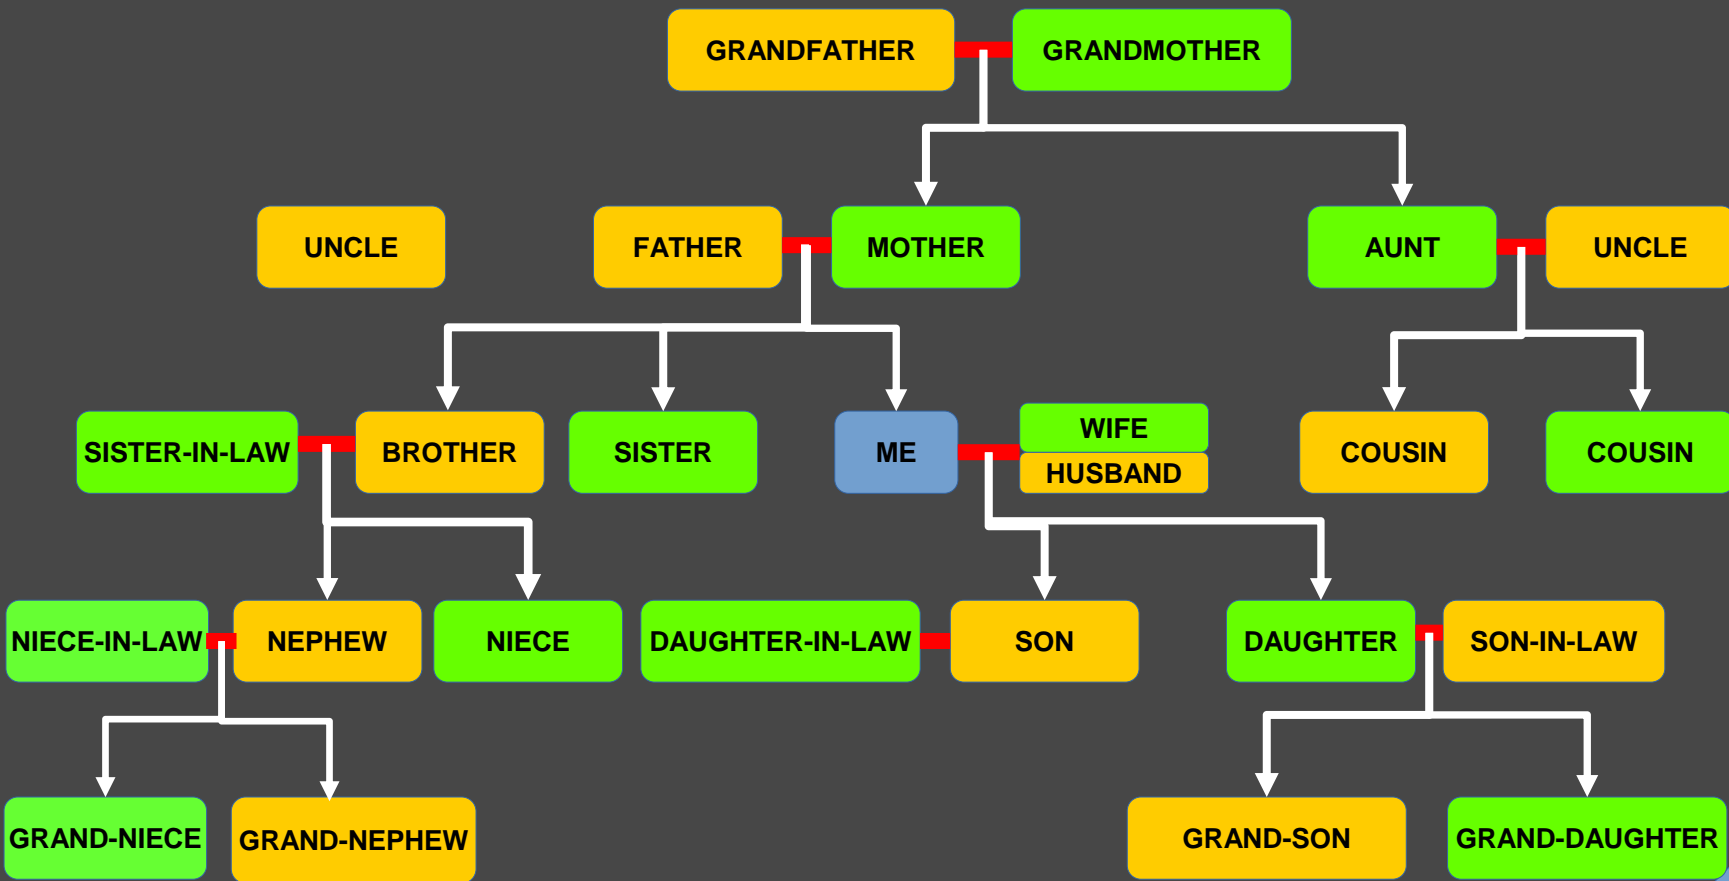 GRANDFATHER
GRANDMOTHER
UNCLE
FATHER
MOTHER
AUNT
UNCLE
SISTER-IN-LAW
BROTHER
SISTER
ME
WIFE
HUSBAND
COUSIN
COUSIN
NIECE-IN-LAW
NEPHEW
NIECE
DAUGHTER-IN-LAW
SON
DAUGHTER
SON-IN-LAW
GRAND-NIECE
GRAND-NEPHEW
GRAND-SON
GRAND-DAUGHTER